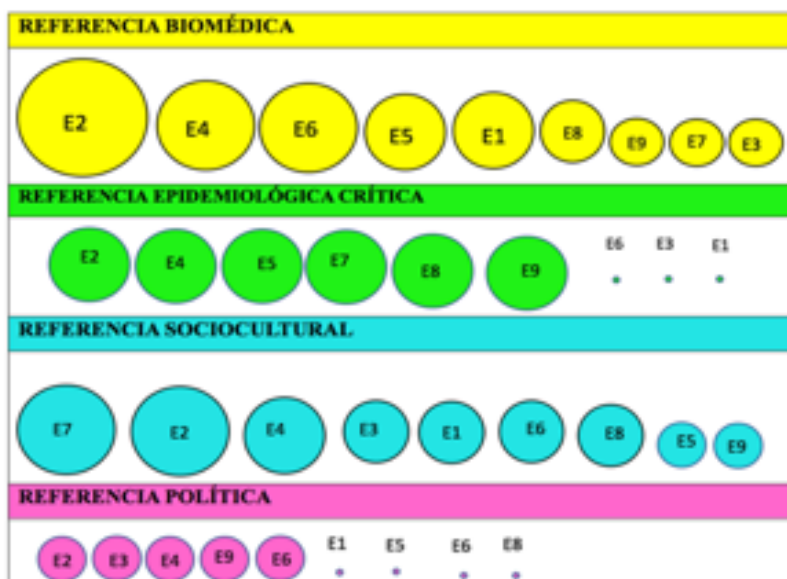 REFERENCIA BIOMÉDICA
E2 E4 E6 E5 E1 E8 E9 E7 E3
REFERENCIA EPIDEMIOLÓGICA CRÍTICA
E2 E4 E5 E7 E8 E9 E6 E3 E1
REFERENCIA SOCIOCULTURAL
E7 E2 E4 E3 E1 E6 E8 E5 E9
REFERENCIA POLÍTICA
E2 E3 E4 E9 E6 E1 E5 E6 E8